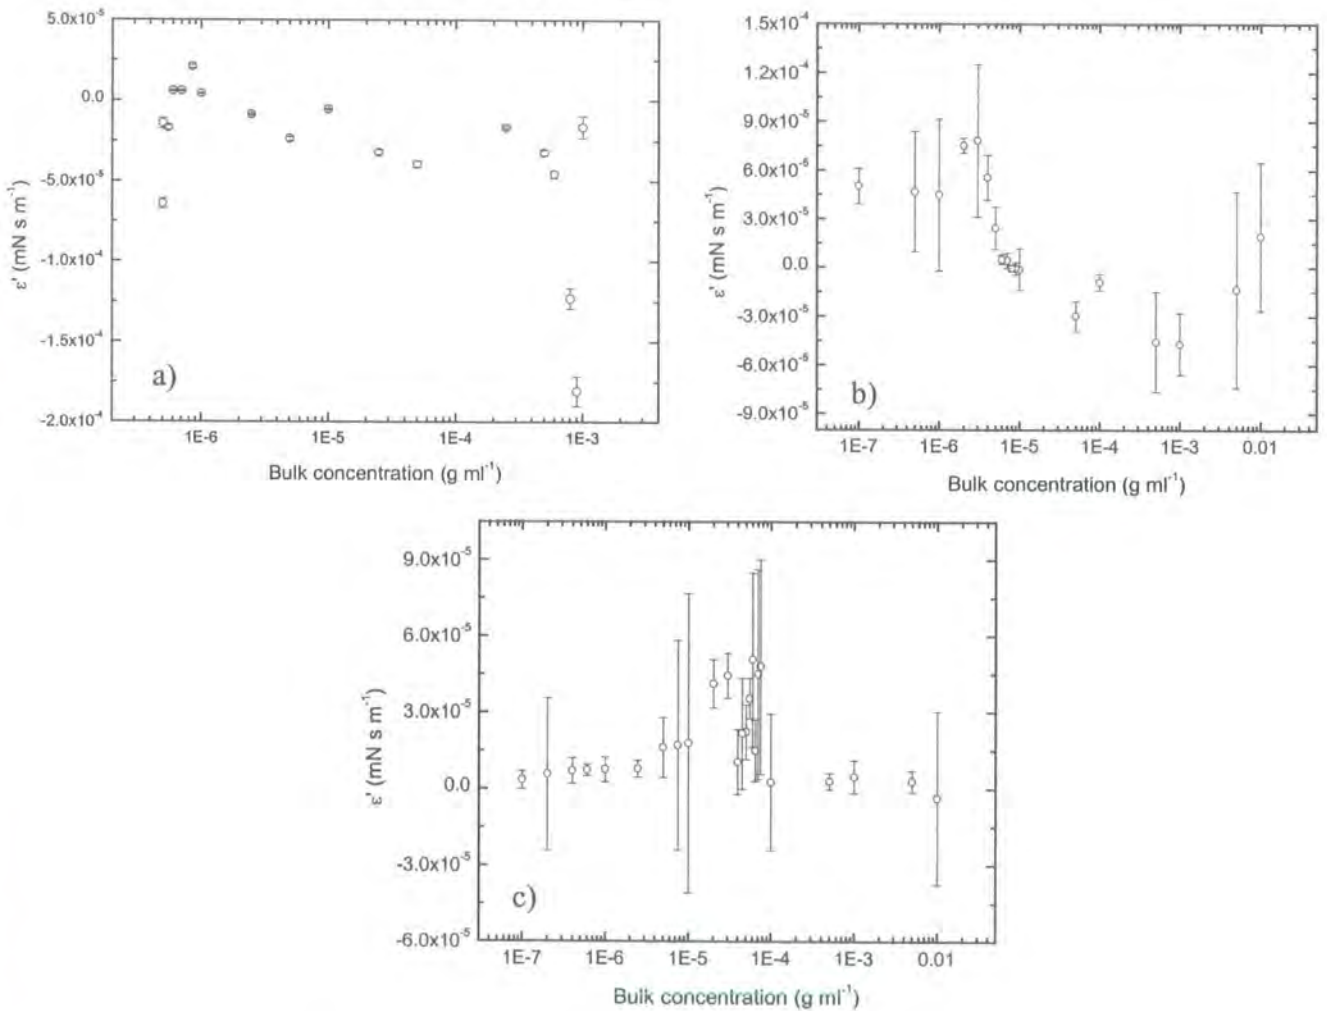 5.0x10⁻⁵
0.0
-5.0x10⁻⁵
-1.0x10⁻⁴
-1.5x10⁻⁴
-2.0x10⁻⁴
ε' (mN s m⁻¹)
a)
1E-6 1E-5 1E-4 1E-3
Bulk concentration (g ml⁻¹)
1.5x10⁻⁴
1.2x10⁻⁴
9.0x10⁻⁵
6.0x10⁻⁵
3.0x10⁻⁵
0.0
-3.0x10⁻⁵
-6.0x10⁻⁵
-9.0x10⁻⁵
ε' (mN s m⁻¹)
b)
1E-7 1E-6 1E-5 1E-4 1E-3 0.01
Bulk concentration (g ml⁻¹)
9.0x10⁻⁵
6.0x10⁻⁵
3.0x10⁻⁵
0.0
-3.0x10⁻⁵
-6.0x10⁻⁵
ε' (mN s m⁻¹)
c)
1E-7 1E-6 1E-5 1E-4 1E-3 0.01
Bulk concentration (g ml⁻¹)